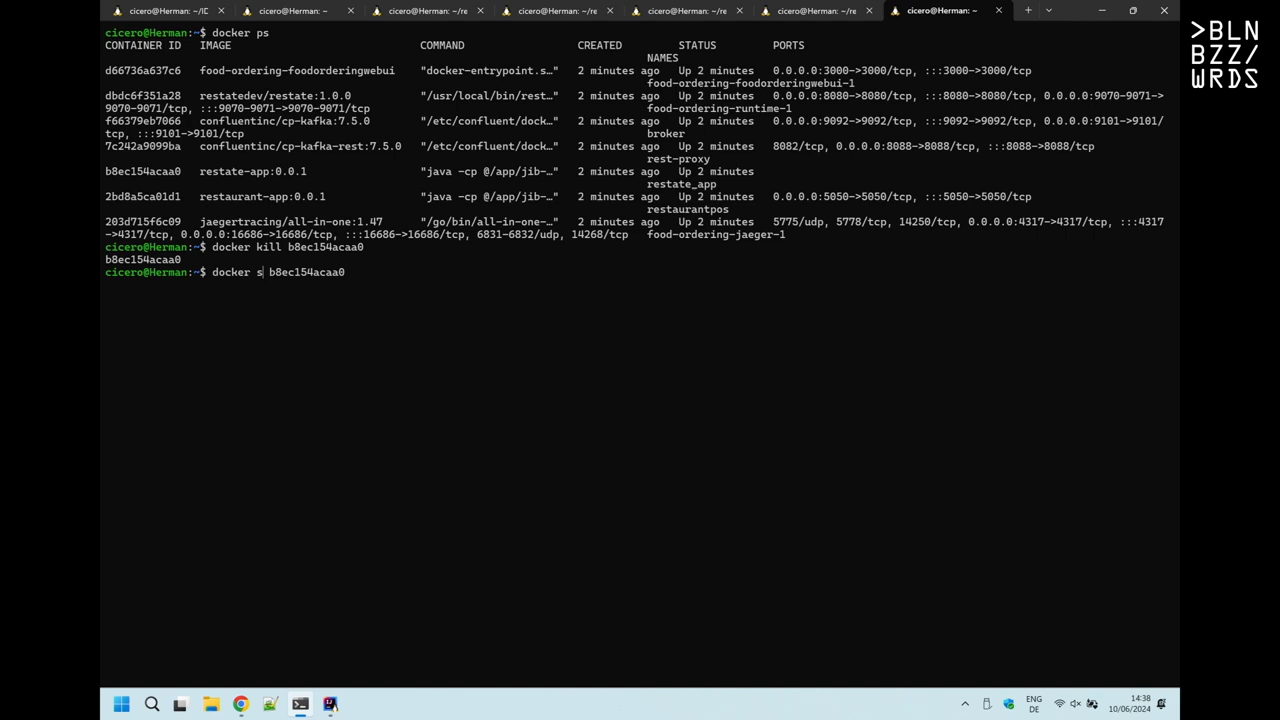 cicero@Herman: ~/ID
cicero@Herman: ~
cicero@Herman: ~/re
cicero@Herman: ~/re
cicero@Herman: ~/re
cicero@Herman: ~/re
cicero@Herman: ~
>BLN
BZZ/
WRDS
cicero@Herman:~$ docker ps
CONTAINER ID IMAGE COMMAND CREATED STATUS PORTS
NAMES
d66736a637c6 food-ordering-foodorderingwebui "docker-entrypoint.s…" 2 minutes ago Up 2 minutes 0.0.0.0:3000->3000/tcp, :::3000->3000/tcp
food-ordering-foodorderingwebui-1
dbdc6f351a28 restatedev/restate:1.0.0 "/usr/local/bin/rest…" 2 minutes ago Up 2 minutes 0.0.0.0:8080->8080/tcp, :::8080->8080/tcp, 0.0.0.0:9070-9071->
9070-9071/tcp, :::9070-9071->9070-9071/tcp food-ordering-runtime-1
f66379eb7066 confluentinc/cp-kafka:7.5.0 "/etc/confluent/dock…" 2 minutes ago Up 2 minutes 0.0.0.0:9092->9092/tcp, :::9092->9092/tcp, 0.0.0.0:9101->9101/
tcp, :::9101->9101/tcp broker
7c242a9099ba confluentinc/cp-kafka-rest:7.5.0 "/etc/confluent/dock…" 2 minutes ago Up 2 minutes 8082/tcp, 0.0.0.0:8088->8088/tcp, :::8088->8088/tcp
rest-proxy
b8ec154acaa0 restate-app:0.0.1 "java -cp @/app/jib-…" 2 minutes ago Up 2 minutes
restate_app
2bd8a5ca01d1 restaurant-app:0.0.1 "java -cp @/app/jib-…" 2 minutes ago Up 2 minutes 0.0.0.0:5050->5050/tcp, :::5050->5050/tcp
restaurantpos
203d715f6c09 jaegertracing/all-in-one:1.47 "/go/bin/all-in-one-…" 2 minutes ago Up 2 minutes 5775/udp, 5778/tcp, 14250/tcp, 0.0.0.0:4317->4317/tcp, :::4317
->4317/tcp, 0.0.0.0:16686->16686/tcp, :::16686->16686/tcp, 6831-6832/udp, 14268/tcp food-ordering-jaeger-1
cicero@Herman:~$ docker kill b8ec154acaa0
b8ec154acaa0
cicero@Herman:~$ docker s b8ec154acaa0
ENG
DE
14:38
10/06/2024